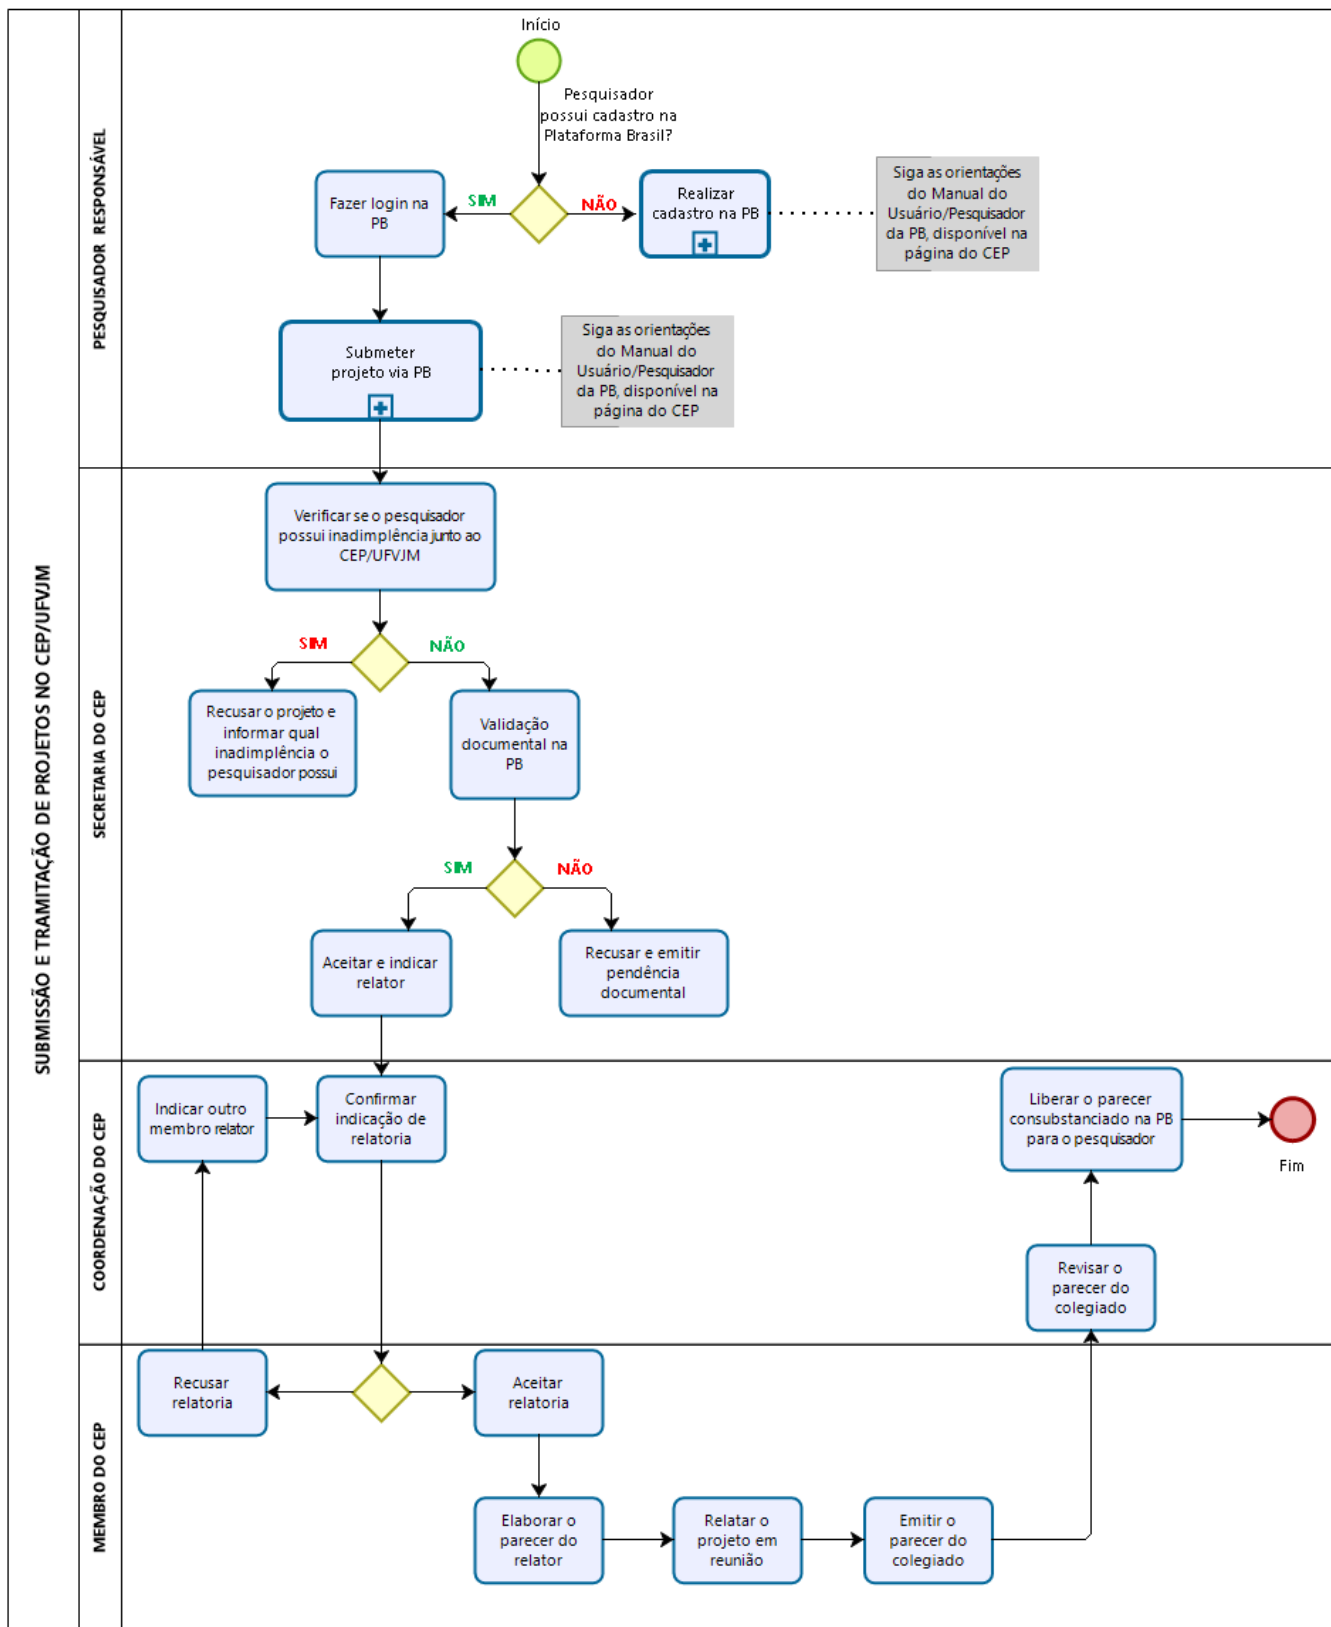 SUBMISSÃO E TRAMITAÇÃO DE PROJETOS NO CEP/UFVJM
PESQUISADOR RESPONSÁVEL
Início
Pesquisador
possui cadastro na
Plataforma Brasil?
Fazer login na
PB
SIM
NÃO
Realizar
cadastro na PB
Siga as orientações
do Manual do
Usuário/Pesquisador
da PB, disponível na
página do CEP
Submeter
projeto via PB
Siga as orientações
do Manual do
Usuário/Pesquisador
da PB, disponível na
página do CEP
SECRETARIA DO CEP
Verificar se o pesquisador
possui inadimplência junto ao
CEP/UFVJM
SIM
NÃO
Recusar o projeto e
informar qual
inadimplência o
pesquisador possui
Validação
documental na
PB
SIM
NÃO
Aceitar e indicar
relator
Recusar e emitir
pendência
documental
COORDENAÇÃO DO CEP
Indicar outro
membro relator
Confirmar
indicação de
relatoria
Liberar o parecer
consubstanciado na PB
para o pesquisador
Fim
Revisar o
parecer do
colegiado
MEMBRO DO CEP
Recusar
relatoria
Aceitar
relatoria
Elaborar o
parecer do
relator
Relatar o
projeto em
reunião
Emitir o
parecer do
colegiado